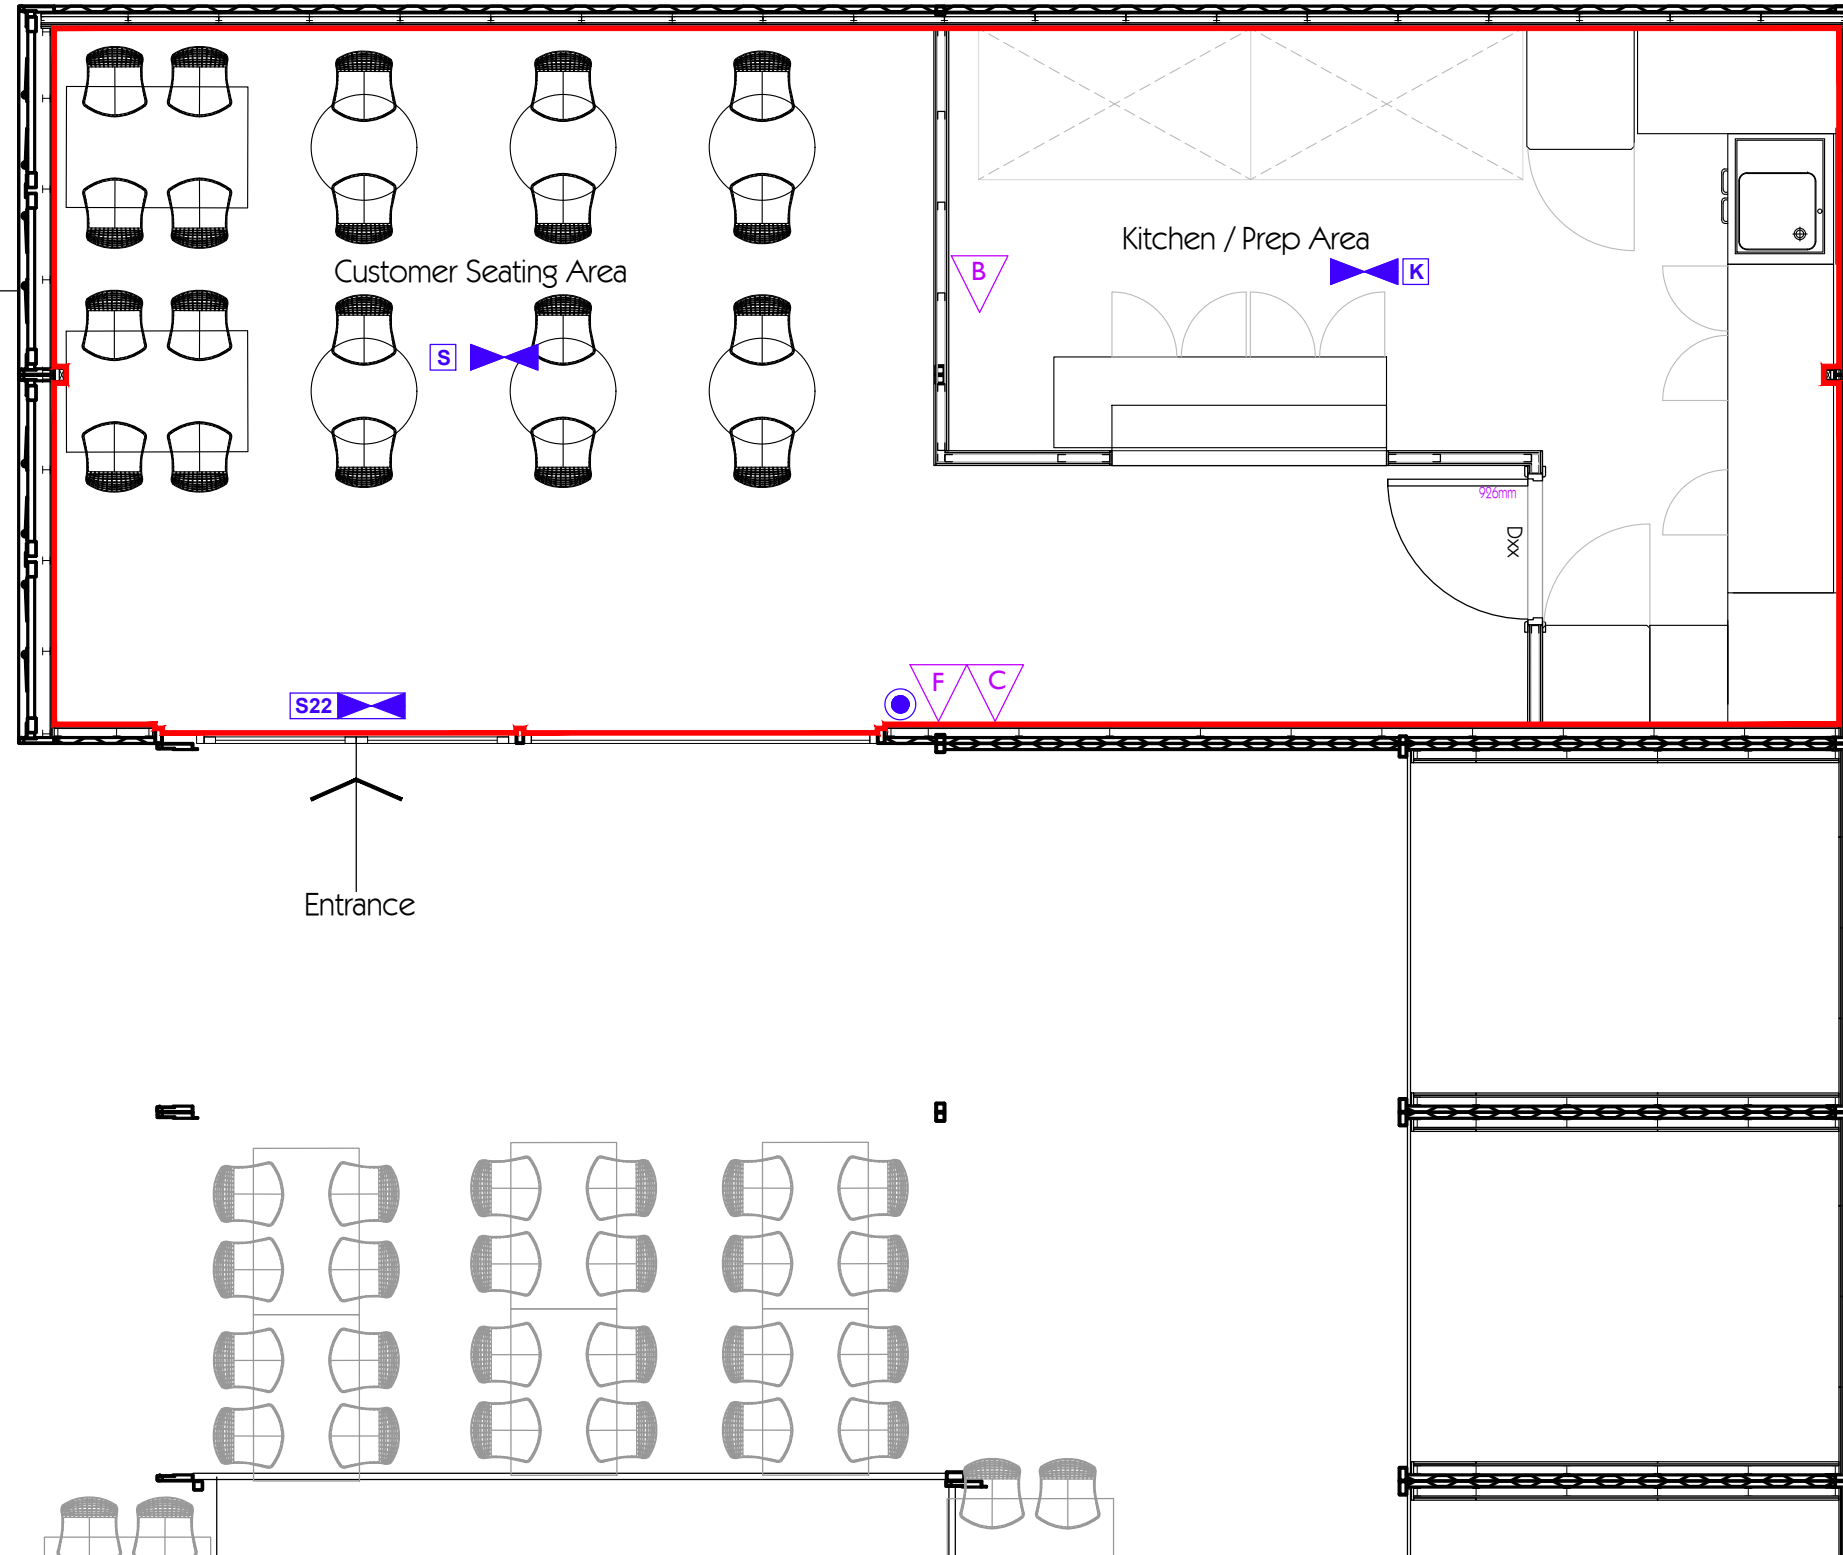 Kitchen / Prep Area
B
K
Customer Seating Area
S
926mm
Dxx
F
C
S22
Entrance